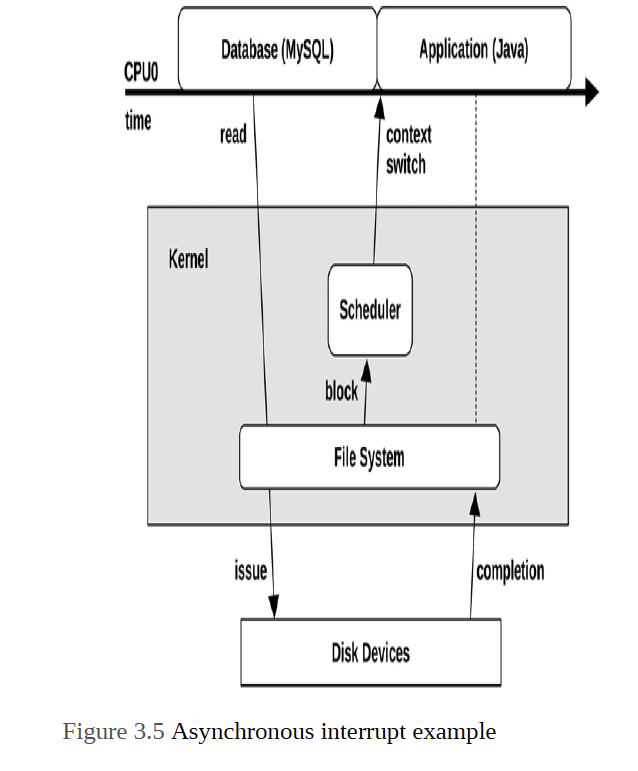 Database (MySQL)
Application (Java)
CPU0
time
read
context
switch
Kernel
Scheduler
block
File System
issue
completion
Disk Devices
Figure 3.5 Asynchronous interrupt example